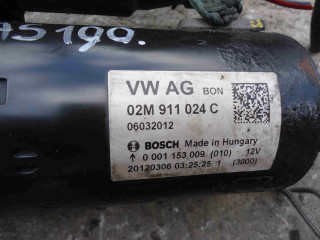 AS190.
VW AG BON
02M 911 024 C
06032012
BOSCH Made in Hungary
↑ 0 001 153 009 (010) 12V
20120306 03:25:25 1 (3000)